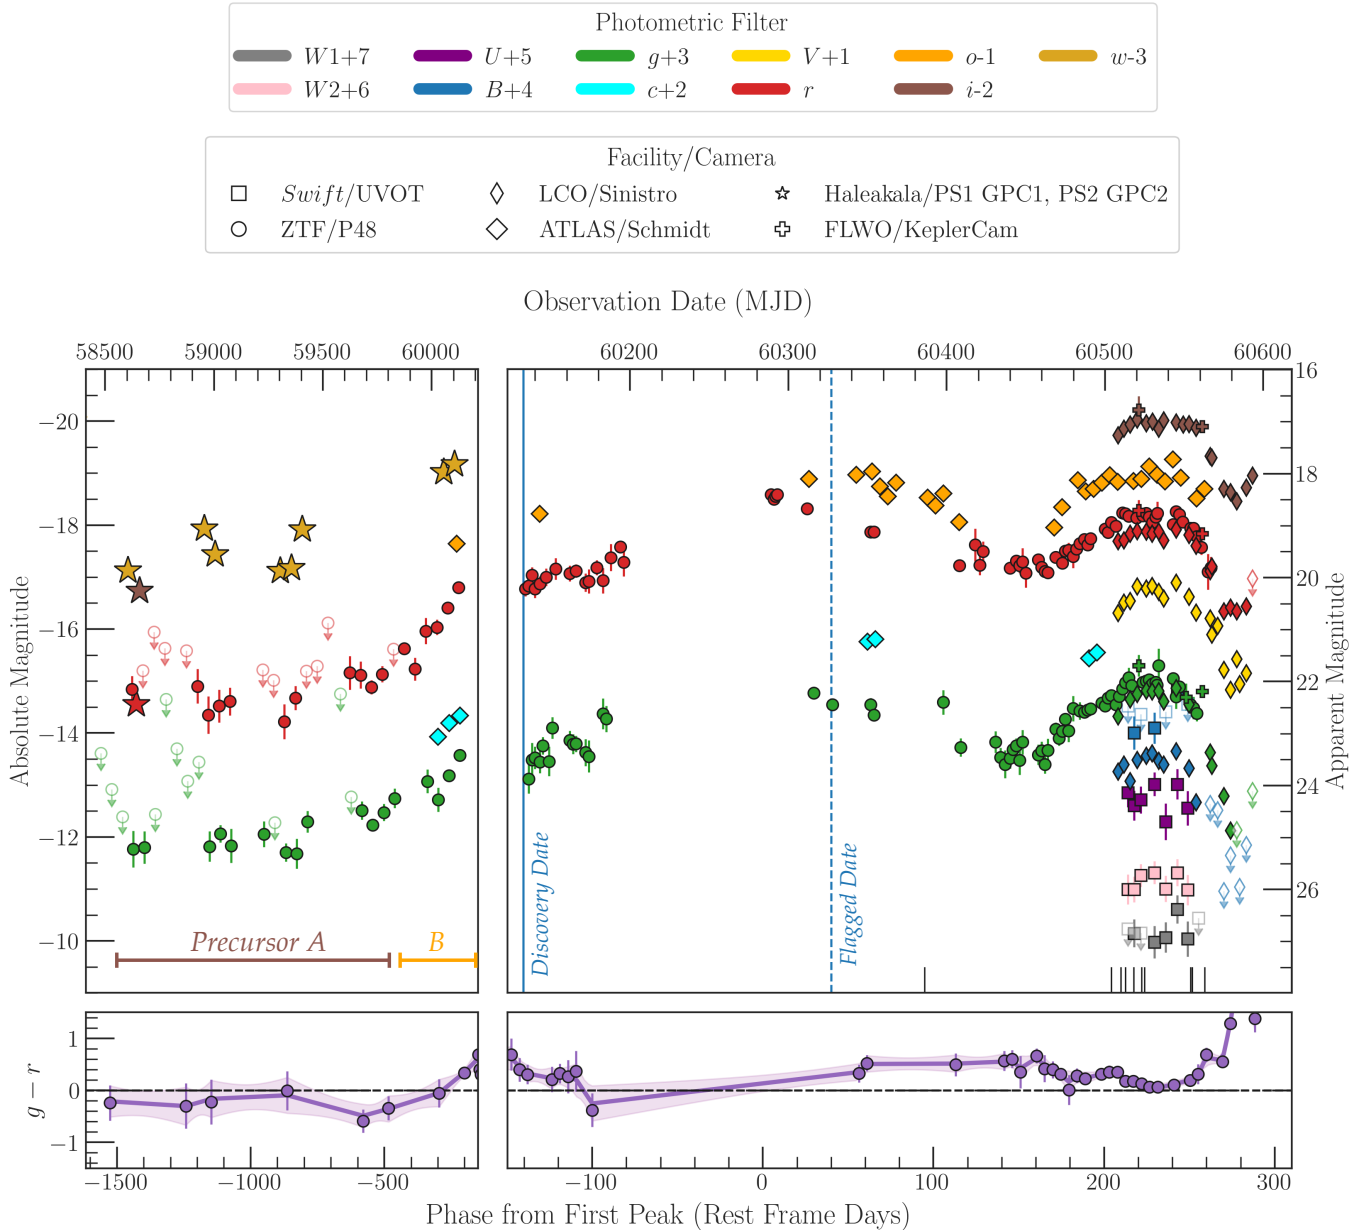 Photometric Filter
W1+7 U+5 g+3 V+1 o-1 w-3
W2+6 B+4 c+2 r i-2
Facility/Camera
Swift/UVOT LCO/Sinistro Haleakala/PS1 GPC1, PS2 GPC2
ZTF/P48 ATLAS/Schmidt FLWO/KeplerCam
Observation Date (MJD)
58500 59000 59500 60000 60200 60300 60400 60500 60600
Absolute Magnitude
−20
−18
−16
−14
−12
−10
16
18
20
22
24
26
Apparent Magnitude
Precursor A
B
Discovery Date
Flagged Date
g − r
1
0
−1
−1500 −1000 −500 −100 0 100 200 300
Phase from First Peak (Rest Frame Days)